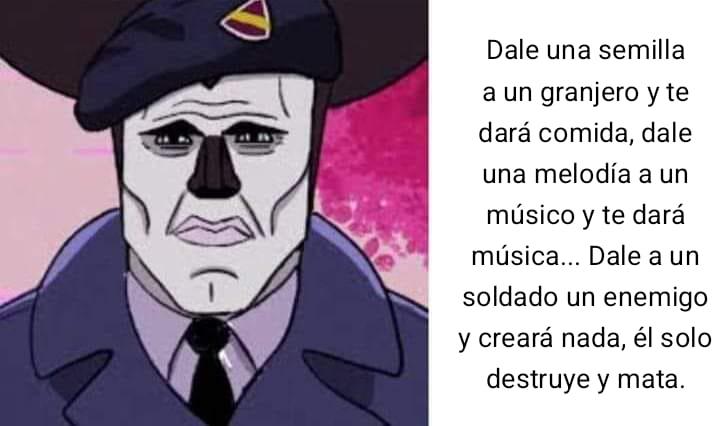 Dale una semilla
a un granjero y te
dará comida, dale
una melodía a un
músico y te dará
música... Dale a un
soldado un enemigo
y creará nada, él solo
destruye y mata.